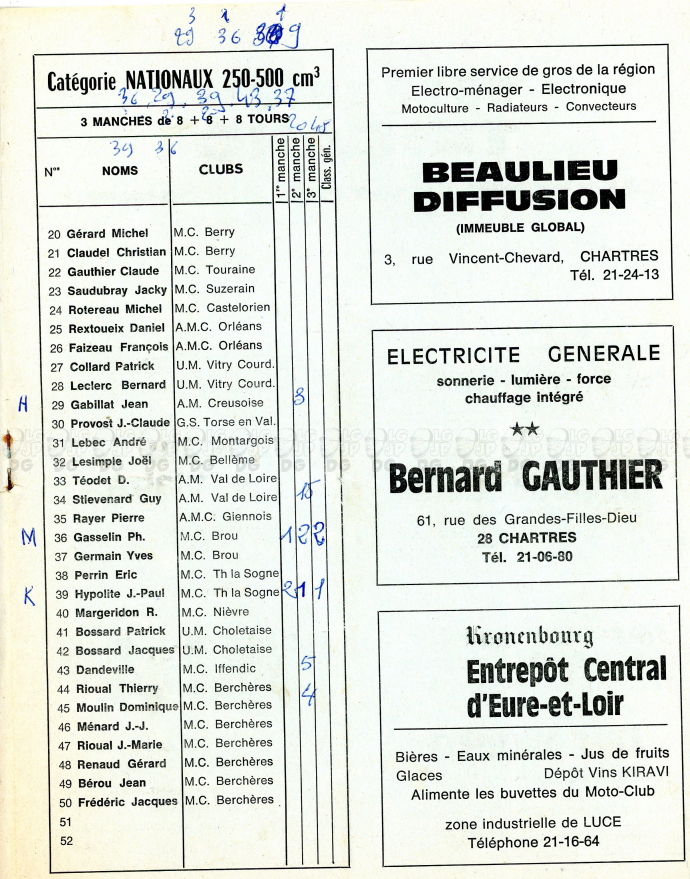 3 2 1
29 36 39
Catégorie NATIONAUX 250-500 cm³
36 29 39 43 37
3 MANCHES de 8 + 8 + 8 TOURS
39 36
N°ˢ NOMS CLUBS 1ʳᵉ manche 2ᵉ manche 3ᵉ manche Class. gén.
20 Gérard Michel M.C. Berry
21 Claudel Christian M.C. Berry
22 Gauthier Claude M.C. Touraine
23 Saudubray Jacky M.C. Suzerain
24 Rotereau Michel M.C. Castelorien
25 Rextoueix Daniel A.M.C. Orléans
26 Faizeau François A.M.C. Orléans
27 Collard Patrick U.M. Vitry Courd.
28 Leclerc Bernard U.M. Vitry Courd.
H 29 Gabillat Jean A.M. Creusoise 3
30 Provost J.-Claude G.S. Torse en Val.
31 Lebec André M.C. Montargois
32 Lesimple Joël M.C. Bellème
33 Téodet D. A.M. Val de Loire
34 Stievenard Guy A.M. Val de Loire 15
35 Rayer Pierre A.M.C. Giennois
M 36 Gasselin Ph. M.C. Brou 1 2 2
37 Germain Yves M.C. Brou
38 Perrin Eric M.C. Th la Sogne
K 39 Hypolite J.-Paul M.C. Th la Sogne 2 1 1
40 Margeridon R. M.C. Nièvre
41 Bossard Patrick U.M. Choletaise
42 Bossard Jacques U.M. Choletaise
43 Dandeville M.C. Iffendic 5
44 Rioual Thierry M.C. Berchères 4
45 Moulin Dominique M.C. Berchères
46 Ménard J.-J. M.C. Berchères
47 Rioual J.-Marie M.C. Berchères
48 Renaud Gérard M.C. Berchères
49 Bérou Jean M.C. Berchères
50 Frédéric Jacques M.C. Berchères
51
52
Premier libre service de gros de la région
Electro-ménager - Electronique
Motoculture - Radiateurs - Convecteurs
BEAULIEU
DIFFUSION
(IMMEUBLE GLOBAL)
3, rue Vincent-Chevard, CHARTRES
Tél. 21-24-13
ELECTRICITE GENERALE
sonnerie - lumière - force
chauffage intégré
Bernard GAUTHIER
61, rue des Grandes-Filles-Dieu
28 CHARTRES
Tél. 21-06-80
Kronenbourg
Entrepôt Central
d'Eure-et-Loir
Bières - Eaux minérales - Jus de fruits
Glaces Dépôt Vins KIRAVI
Alimente les buvettes du Moto-Club
zone industrielle de LUCE
Téléphone 21-16-64